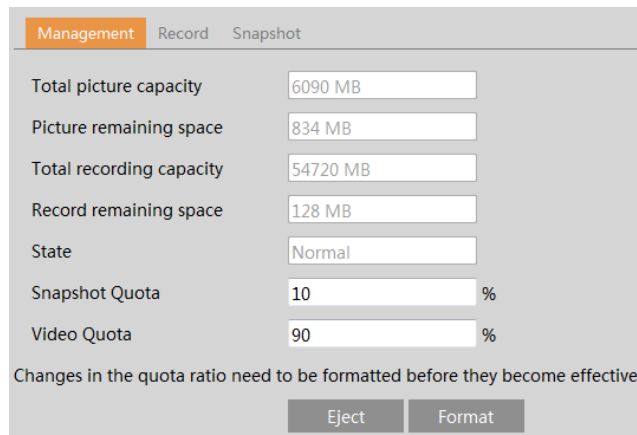 Management Record Snapshot
Total picture capacity 6090 MB
Picture remaining space 834 MB
Total recording capacity 54720 MB
Record remaining space 128 MB
State Normal
Snapshot Quota 10 %
Video Quota 90 %
Changes in the quota ratio need to be formatted before they become effective
Eject Format